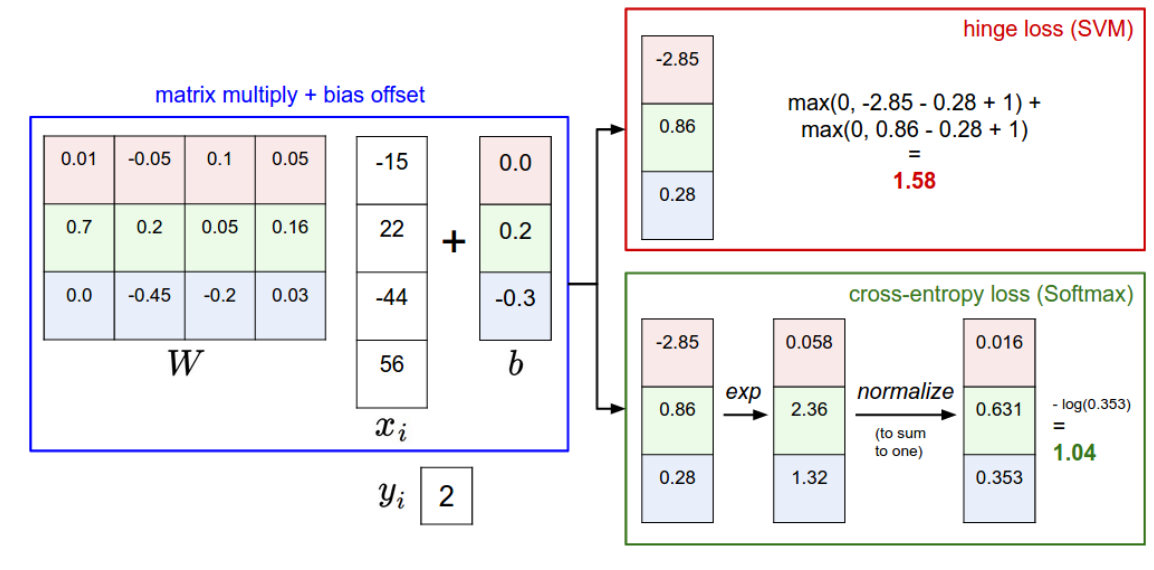 matrix multiply + bias offset
0.01 -0.05 0.1 0.05
0.7 0.2 0.05 0.16
0.0 -0.45 -0.2 0.03
W
-15
22
-44
56
x_i
+
0.0
0.2
-0.3
b
y_i 2
hinge loss (SVM)
-2.85
0.86
0.28
max(0, -2.85 - 0.28 + 1) +
max(0, 0.86 - 0.28 + 1)
=
1.58
cross-entropy loss (Softmax)
-2.85
0.86
0.28
exp
0.058
2.36
1.32
normalize
(to sum
to one)
0.016
0.631
0.353
- log(0.353)
=
1.04